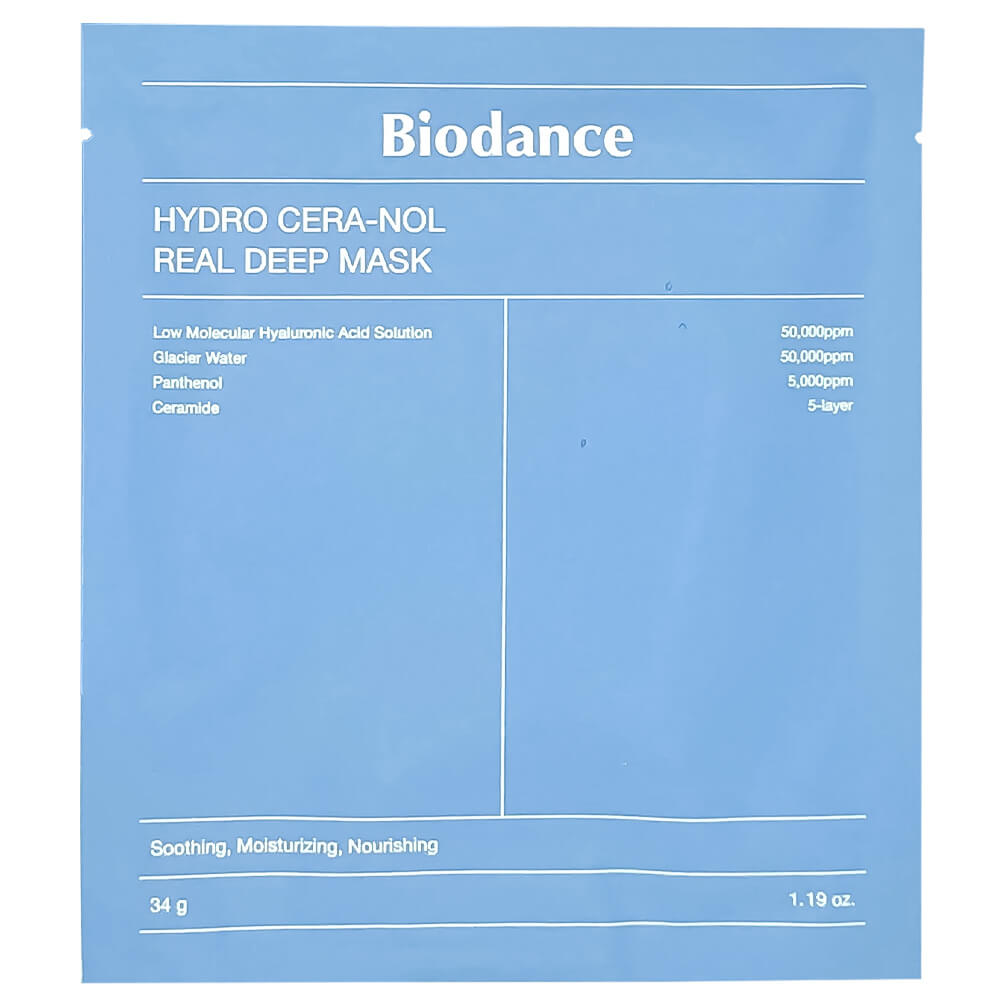 Biodance
HYDRO CERA-NOL
REAL DEEP MASK
Low Molecular Hyaluronic Acid Solution 50,000ppm
Glacier Water 50,000ppm
Panthenol 5,000ppm
Ceramide 5-layer
Soothing, Moisturizing, Nourishing
34 g 1.19 oz.